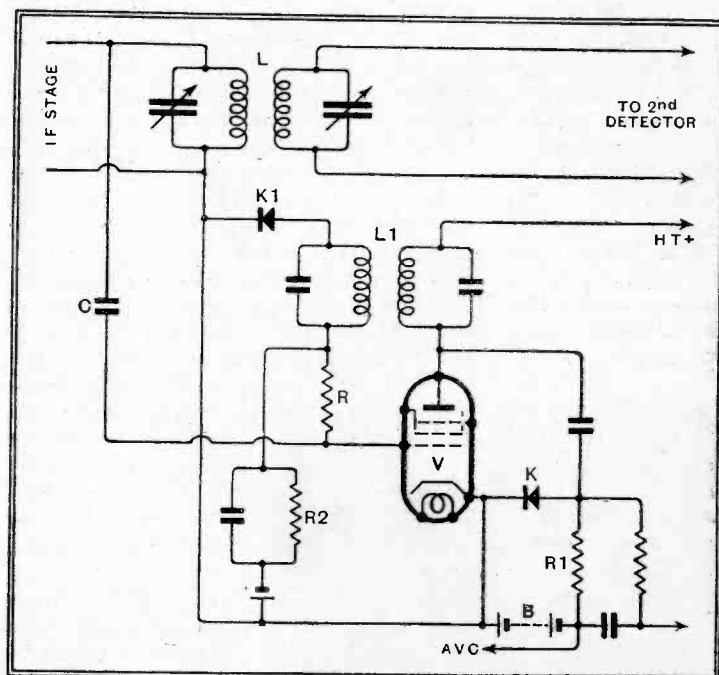 L
IF STAGE
TO 2nd
DETECTOR
K1
L1
HT+
C
R
V
K
R2
R1
B
AVC